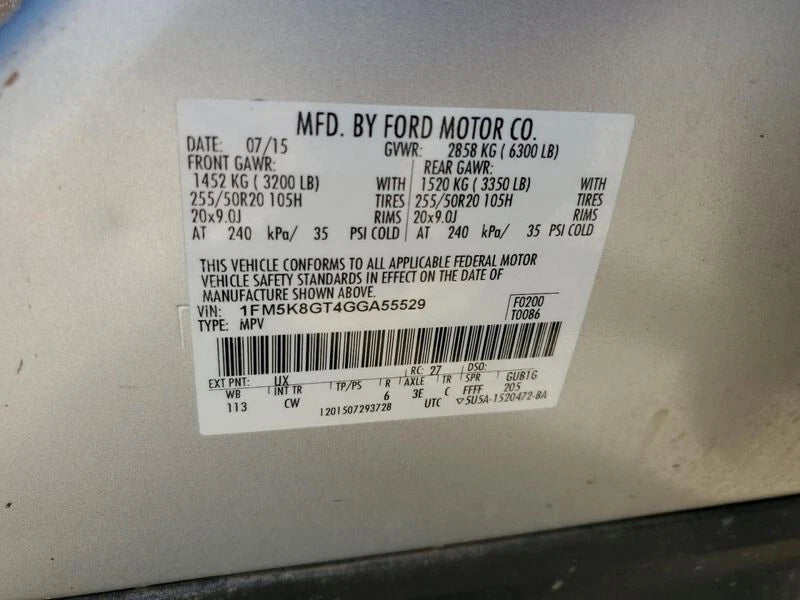 MFD. BY FORD MOTOR CO.
DATE: 07/15 GVWR: 2858 KG ( 6300 LB)
FRONT GAWR: REAR GAWR:
1452 KG ( 3200 LB) WITH 1520 KG ( 3350 LB) WITH
255/50R20 105H TIRES 255/50R20 105H TIRES
20x9.0J RIMS 20x9.0J RIMS
AT 240 kPa/ 35 PSI COLD AT 240 kPa/ 35 PSI COLD
THIS VEHICLE CONFORMS TO ALL APPLICABLE FEDERAL MOTOR
VEHICLE SAFETY STANDARDS IN EFFECT ON THE DATE OF
MANUFACTURE SHOWN ABOVE.
VIN: 1FM5K8GT4GGA55529 F0200
TYPE: MPV T0086
EXT PNT: UX RC: 27 DSO:
WB INT TR TP/PS R AXLE TR SPR GUB1G
113 CW 6 3E C FFFF 205
1201507293728 UTC ▽5U5A-1520472-BA